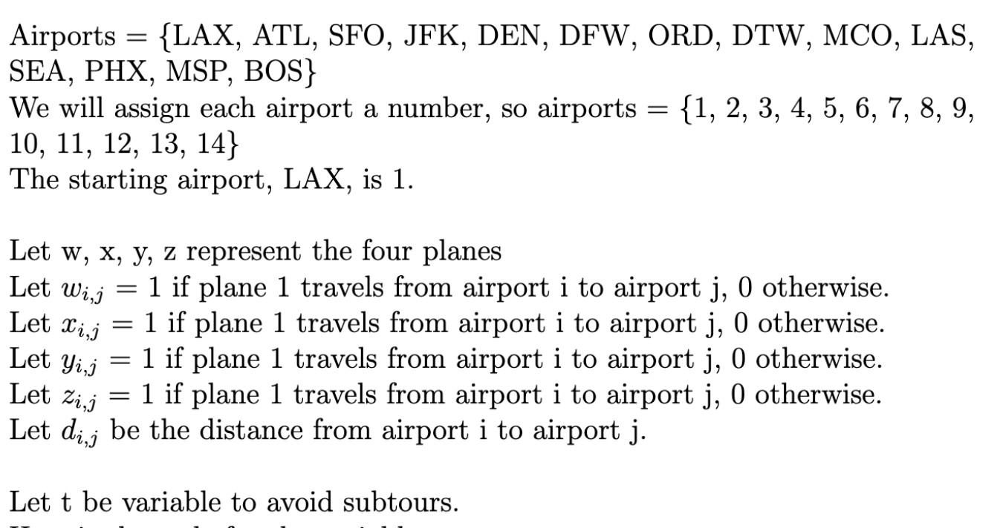 Airports = {LAX, ATL, SFO, JFK, DEN, DFW, ORD, DTW, MCO, LAS,
SEA, PHX, MSP, BOS}
We will assign each airport a number, so airports = {1, 2, 3, 4, 5, 6, 7, 8, 9,
10, 11, 12, 13, 14}
The starting airport, LAX, is 1.
Let w, x, y, z represent the four planes
Let w_{i,j} = 1 if plane 1 travels from airport i to airport j, 0 otherwise.
Let x_{i,j} = 1 if plane 1 travels from airport i to airport j, 0 otherwise.
Let y_{i,j} = 1 if plane 1 travels from airport i to airport j, 0 otherwise.
Let z_{i,j} = 1 if plane 1 travels from airport i to airport j, 0 otherwise.
Let d_{i,j} be the distance from airport i to airport j.
Let t be variable to avoid subtours.